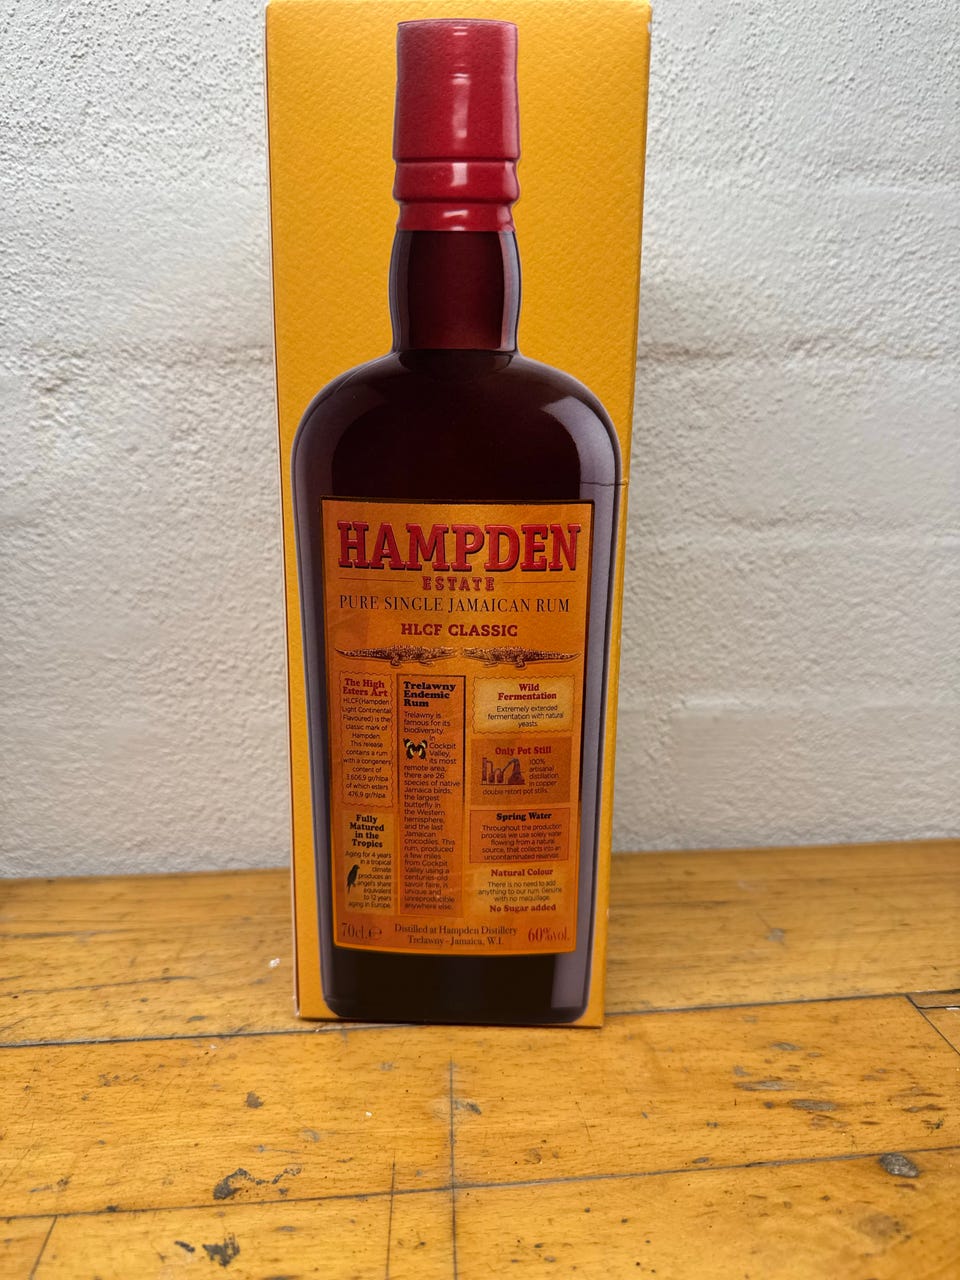 HAMPDEN
ESTATE
PURE SINGLE JAMAICAN RUM
HLCF CLASSIC
The High
Esters Art
HLCF(Hampden
Light Continental
Flavoured) is the
classic mark of
Hampden.
This release
contains a rum
with a congeners
content of
3.606,9 gr/hlpa
of which esters
476,9 gr/hlpa.
Fully
Matured
in the
Tropics
Aging for 4 years
in a tropical
climate
produces an
angel's share
equivalent
to 12 years
aging in Europe.
Trelawny
Endemic
Rum
Trelawny is
famous for its
biodiversity.
In
Cockpit
Valley,
its most
remote area,
there are 26
species of native
Jamaica birds,
the largest
butterfly in
the Western
hemisphere,
and the last
Jamaican
crocodiles. This
rum, produced
a few miles
from Cockpit
Valley using a
centuries-old
savoir faire, is
unique and
unreproducible
anywhere else.
Wild
Fermentation
Extremely extended
fermentation with natural
yeasts.
Only Pot Still
100%
artisanal
distillation
in copper
double retort pot stills.
Spring Water
Throughout the production
process we use solely water
flowing from a natural
source, that collects into an
uncontaminated reservoir.
Natural Colour
There is no need to add
anything to our rum. Genuine
with no maquillage.
No Sugar added
70cl.℮
Distilled at Hampden Distillery
Trelawny - Jamaica, W.I.
60%vol.